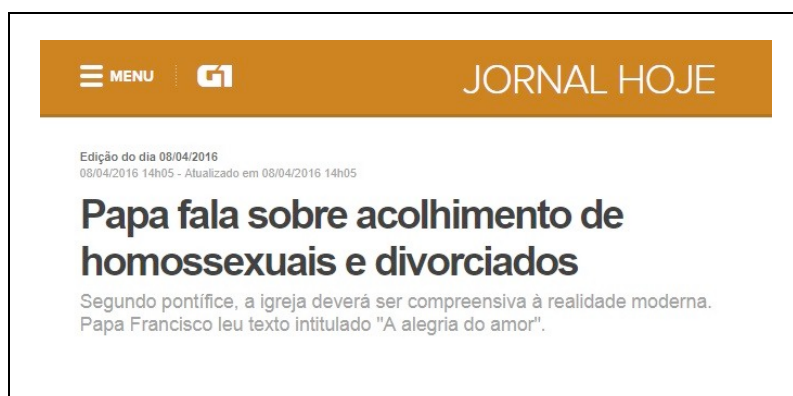 MENU G1 JORNAL HOJE
Edição do dia 08/04/2016
08/04/2016 14h05 - Atualizado em 08/04/2016 14h05
Papa fala sobre acolhimento de
homossexuais e divorciados
Segundo pontífice, a igreja deverá ser compreensiva à realidade moderna.
Papa Francisco leu texto intitulado "A alegria do amor".